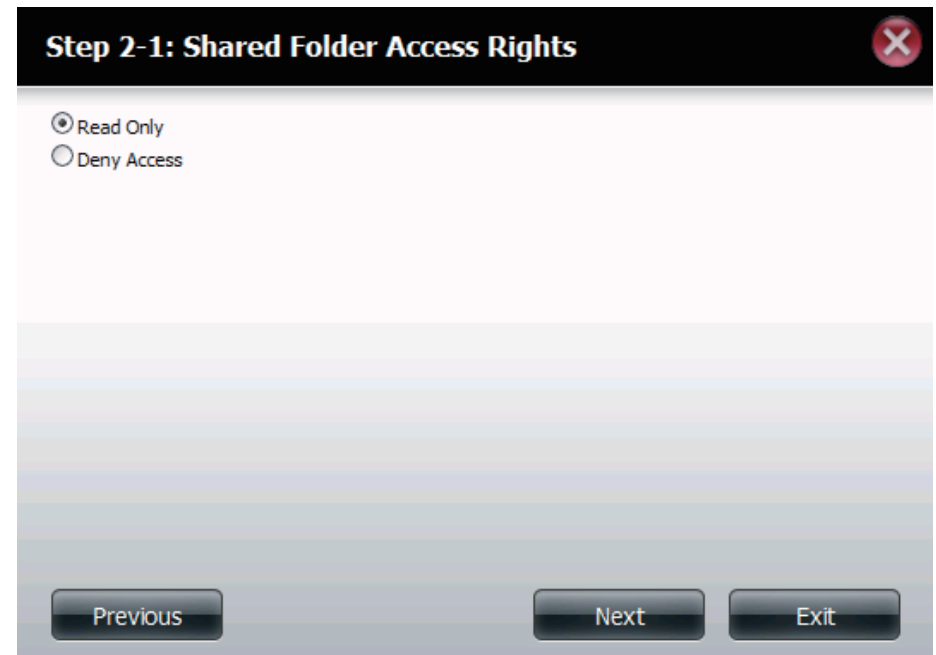 Step 2-1: Shared Folder Access Rights
Read Only
Deny Access
Previous Next Exit